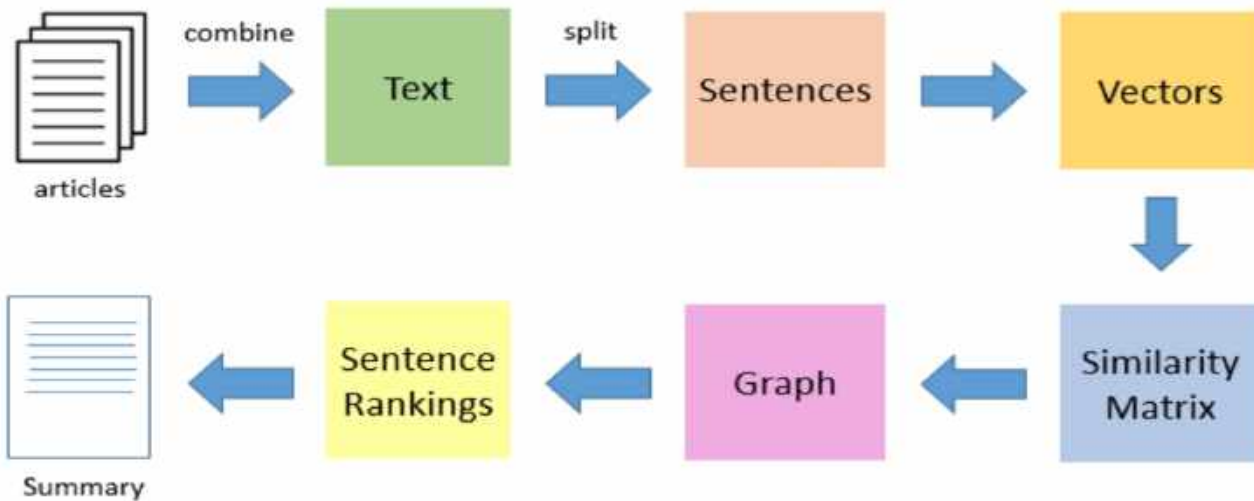 combine
split
Text
Sentences
Vectors
articles
Similarity
Matrix
Graph
Sentence
Rankings
Summary